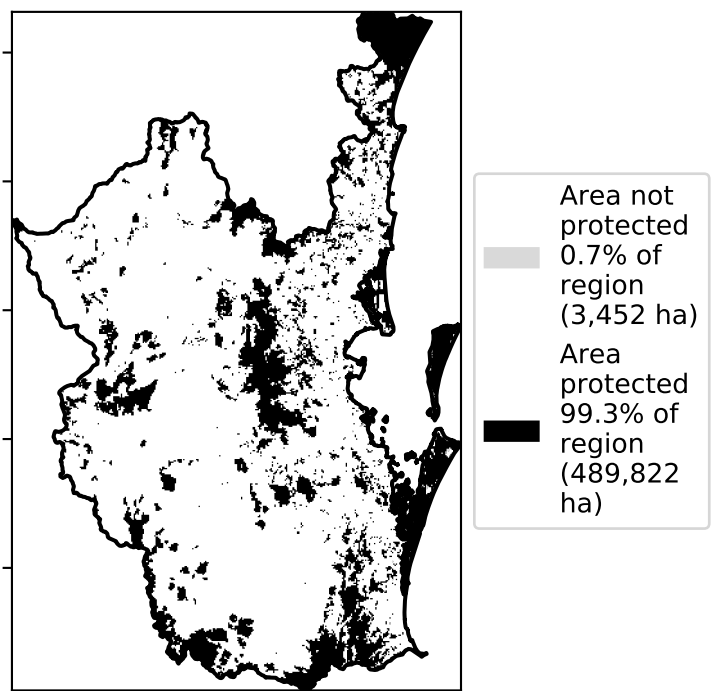 Area not
protected
0.7% of
region
(3,452 ha)
Area
protected
99.3% of
region
(489,822
ha)